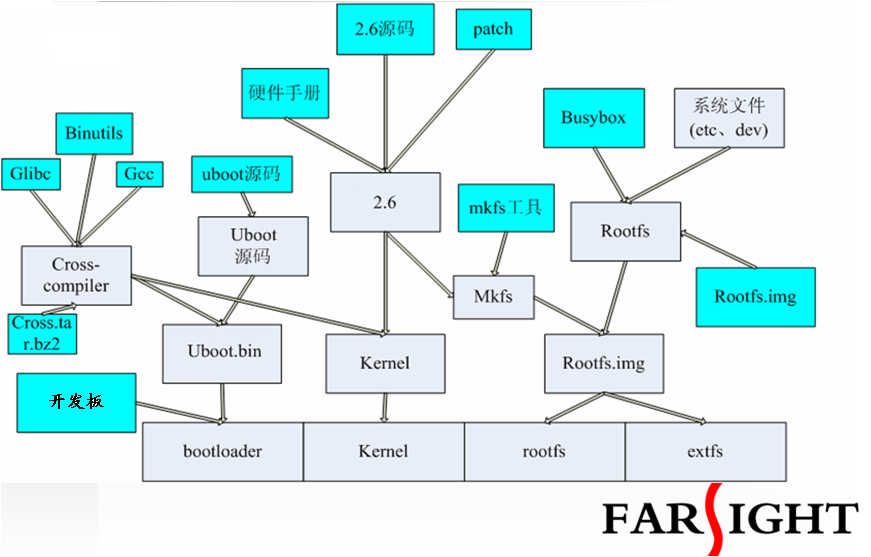 2.6源码
patch
硬件手册
Busybox
系统文件
(etc、dev)
Binutils
Glibc
Gcc
uboot源码
2.6
mkfs工具
Uboot
源码
Rootfs
Cross-
compiler
Mkfs
Rootfs.img
Cross.ta
r.bz2
Uboot.bin
Kernel
Rootfs.img
开发板
bootloader
Kernel
rootfs
extfs
FARSIGHT